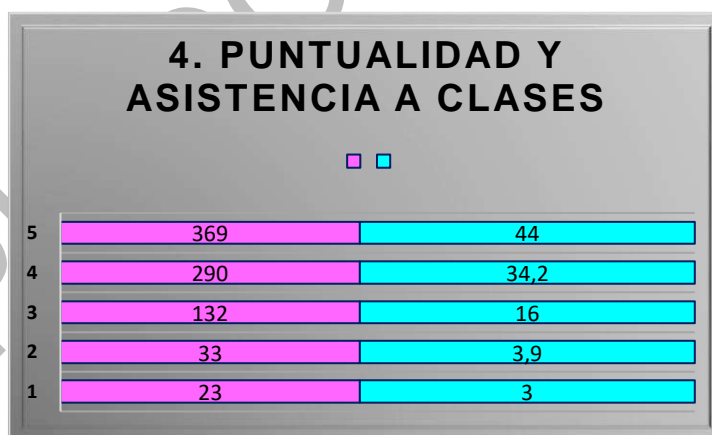 4. PUNTUALIDAD Y
ASISTENCIA A CLASES
5 369 44
4 290 34,2
3 132 16
2 33 3,9
1 23 3